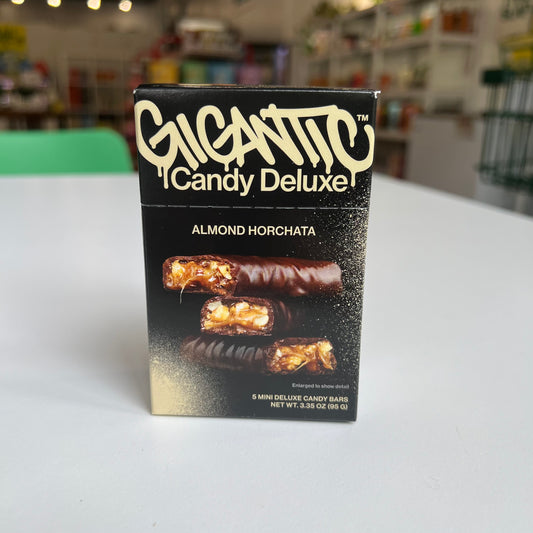 GIGANTIC™
Candy Deluxe
ALMOND HORCHATA
Enlarged to show detail
5 MINI DELUXE CANDY BARS
NET WT. 3.35 OZ (95 G)